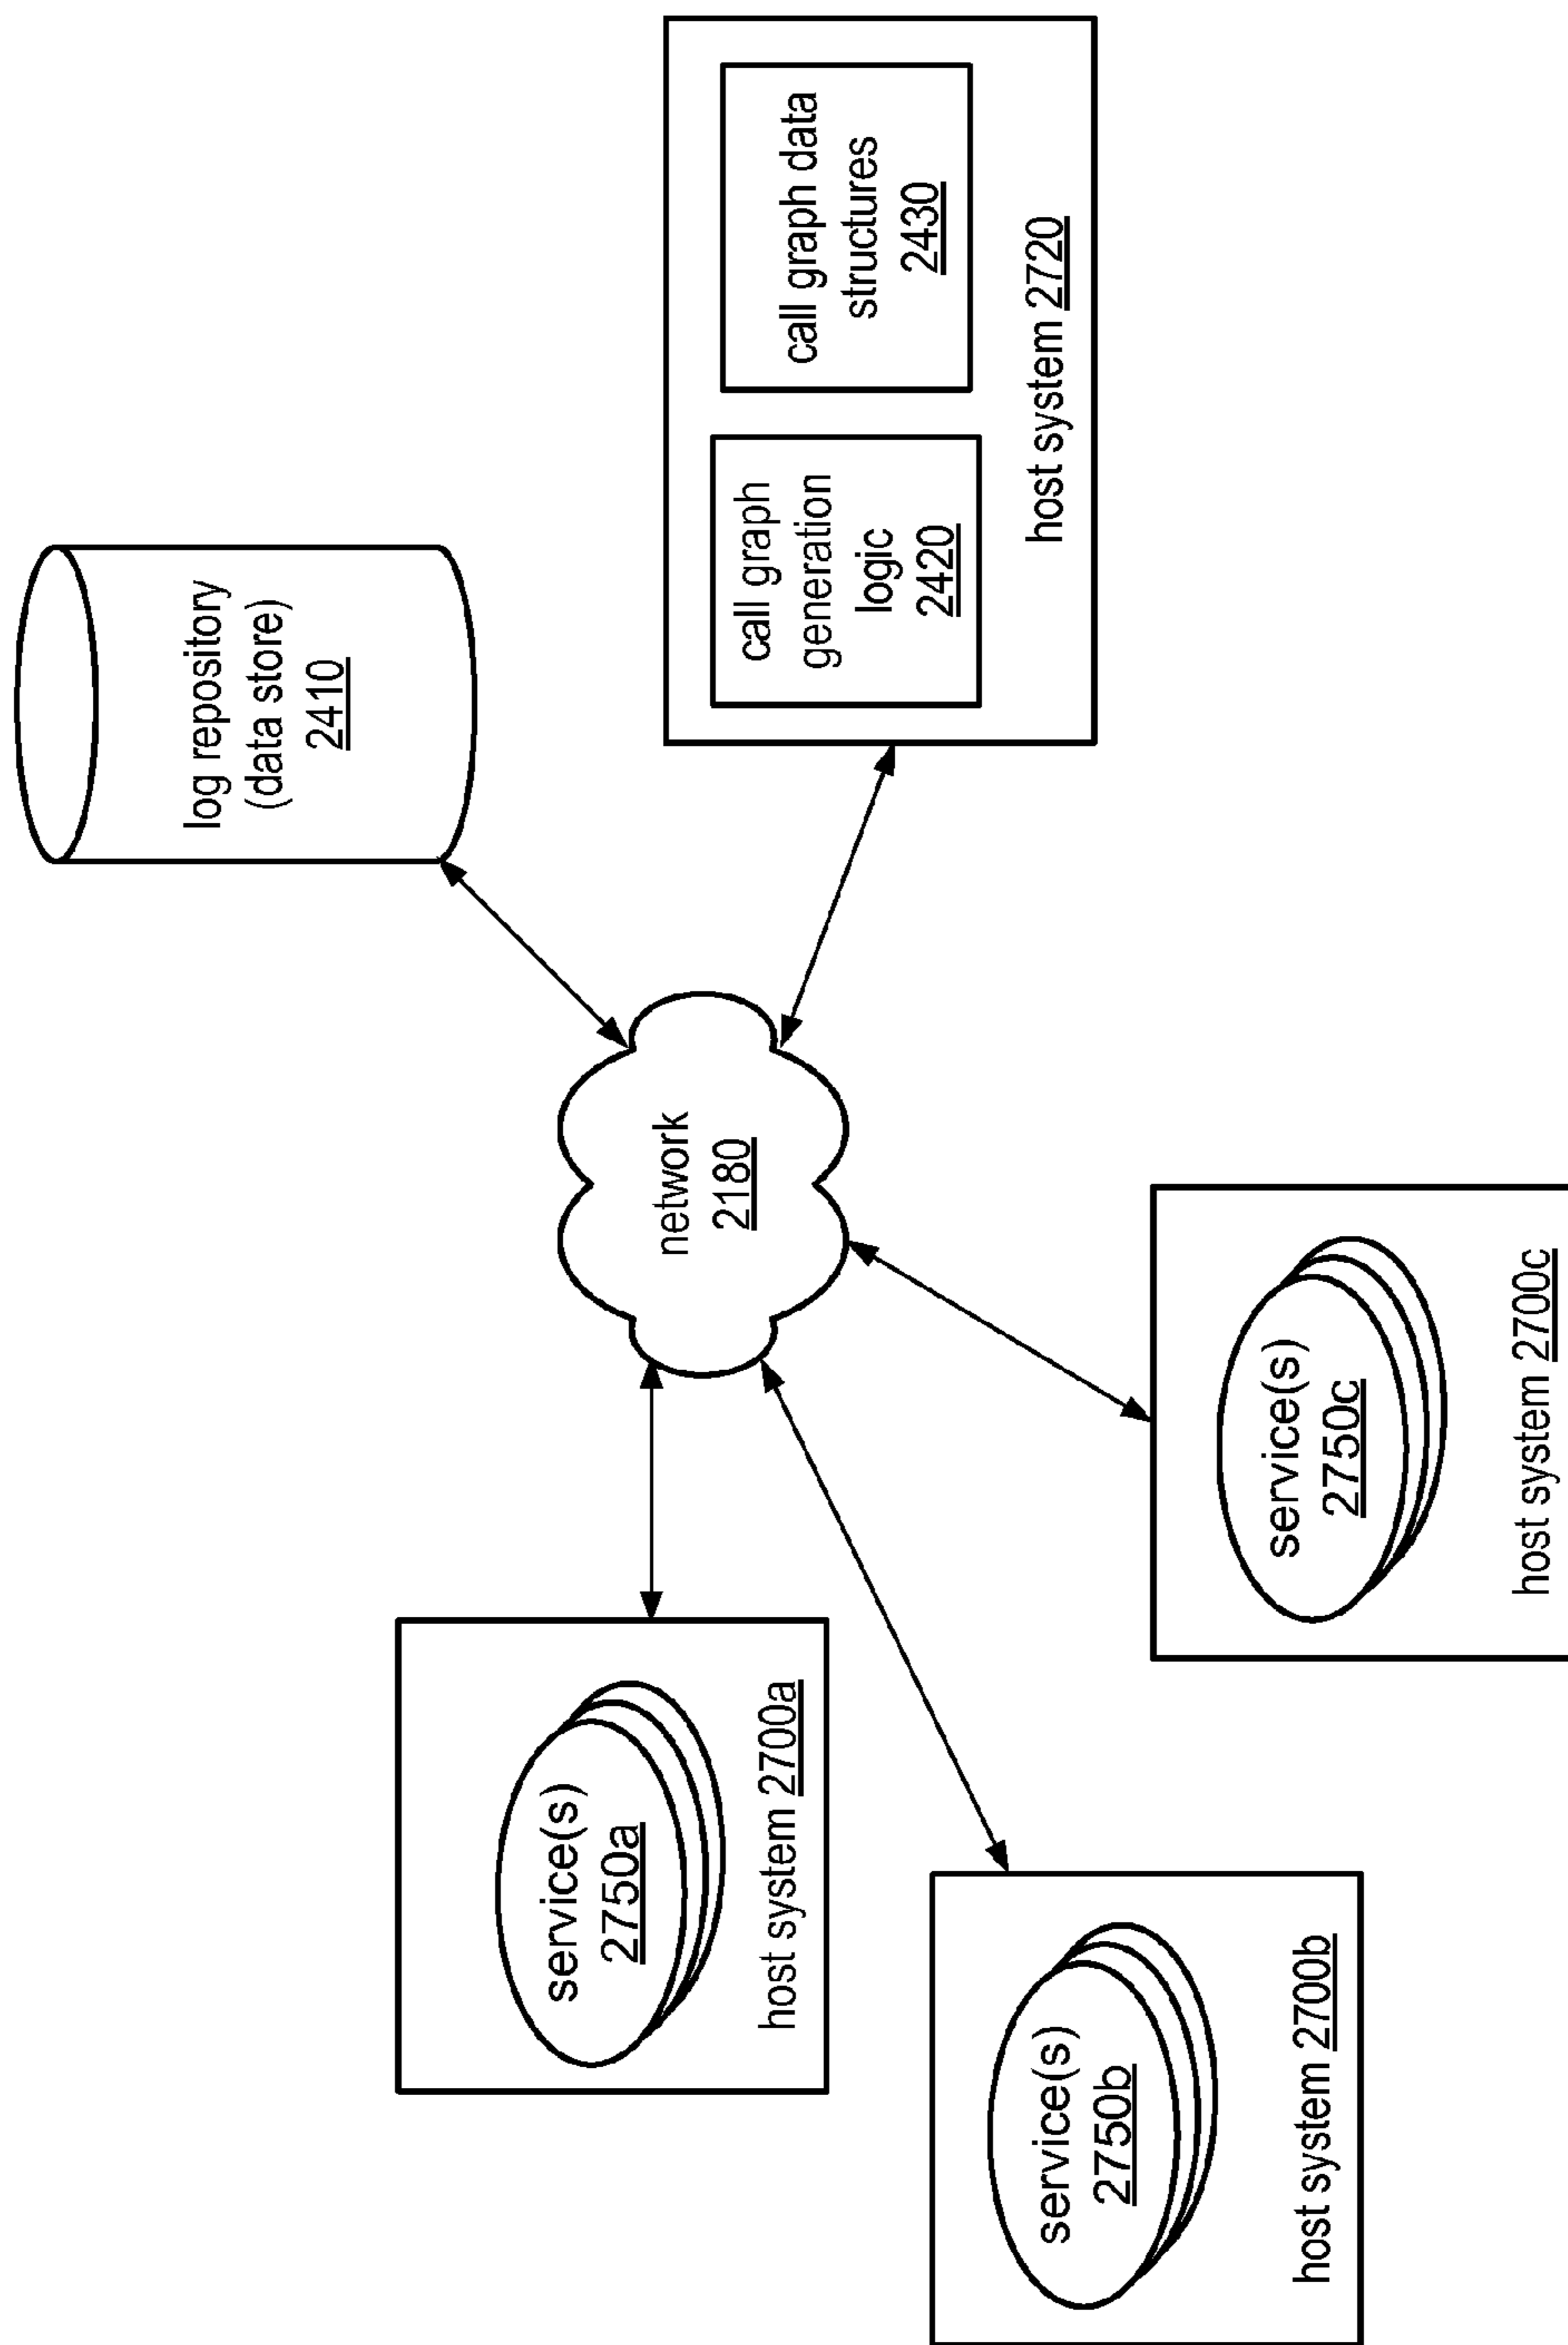 log repository
(data store)
2410
call graph
generation
logic
2420
call graph data
structures
2430
host system 2720
network
2180
service(s)
2750a
host system 2700a
service(s)
2750b
host system 2700b
service(s)
2750c
host system 2700c